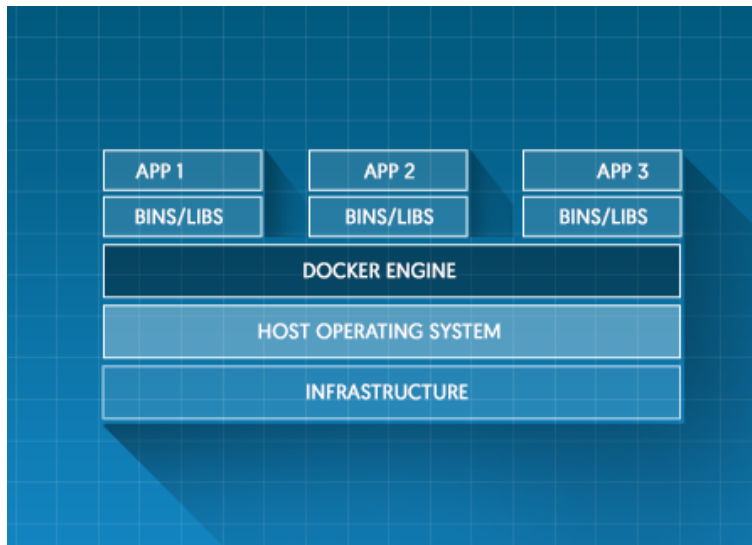 APP 1 APP 2 APP 3
BINS/LIBS BINS/LIBS BINS/LIBS
DOCKER ENGINE
HOST OPERATING SYSTEM
INFRASTRUCTURE